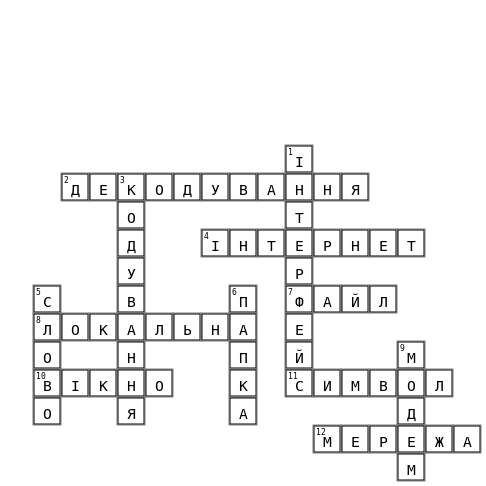 1 І
2 Д Е 3 К О Д У В А Н Н Я
О Т
Д 4 І Н Т Е Р Н Е Т
У Р
5 С В 6 П 7 Ф А Й Л
8 Л О К А Л Ь Н А Е
О Н П Й 9 М
10 В І К Н О К 11 С И М В О Л
О Я А Д
12 М Е Р Е Ж А
М